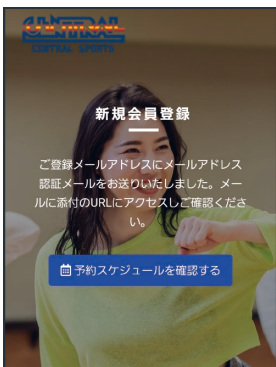 CENTRAL
CENTRAL SPORTS
新規会員登録
ご登録メールアドレスにメールアドレス
認証メールをお送りいたしました。メー
ルに添付のURLにアクセスしご確認くださ
い。
予約スケジュールを確認する